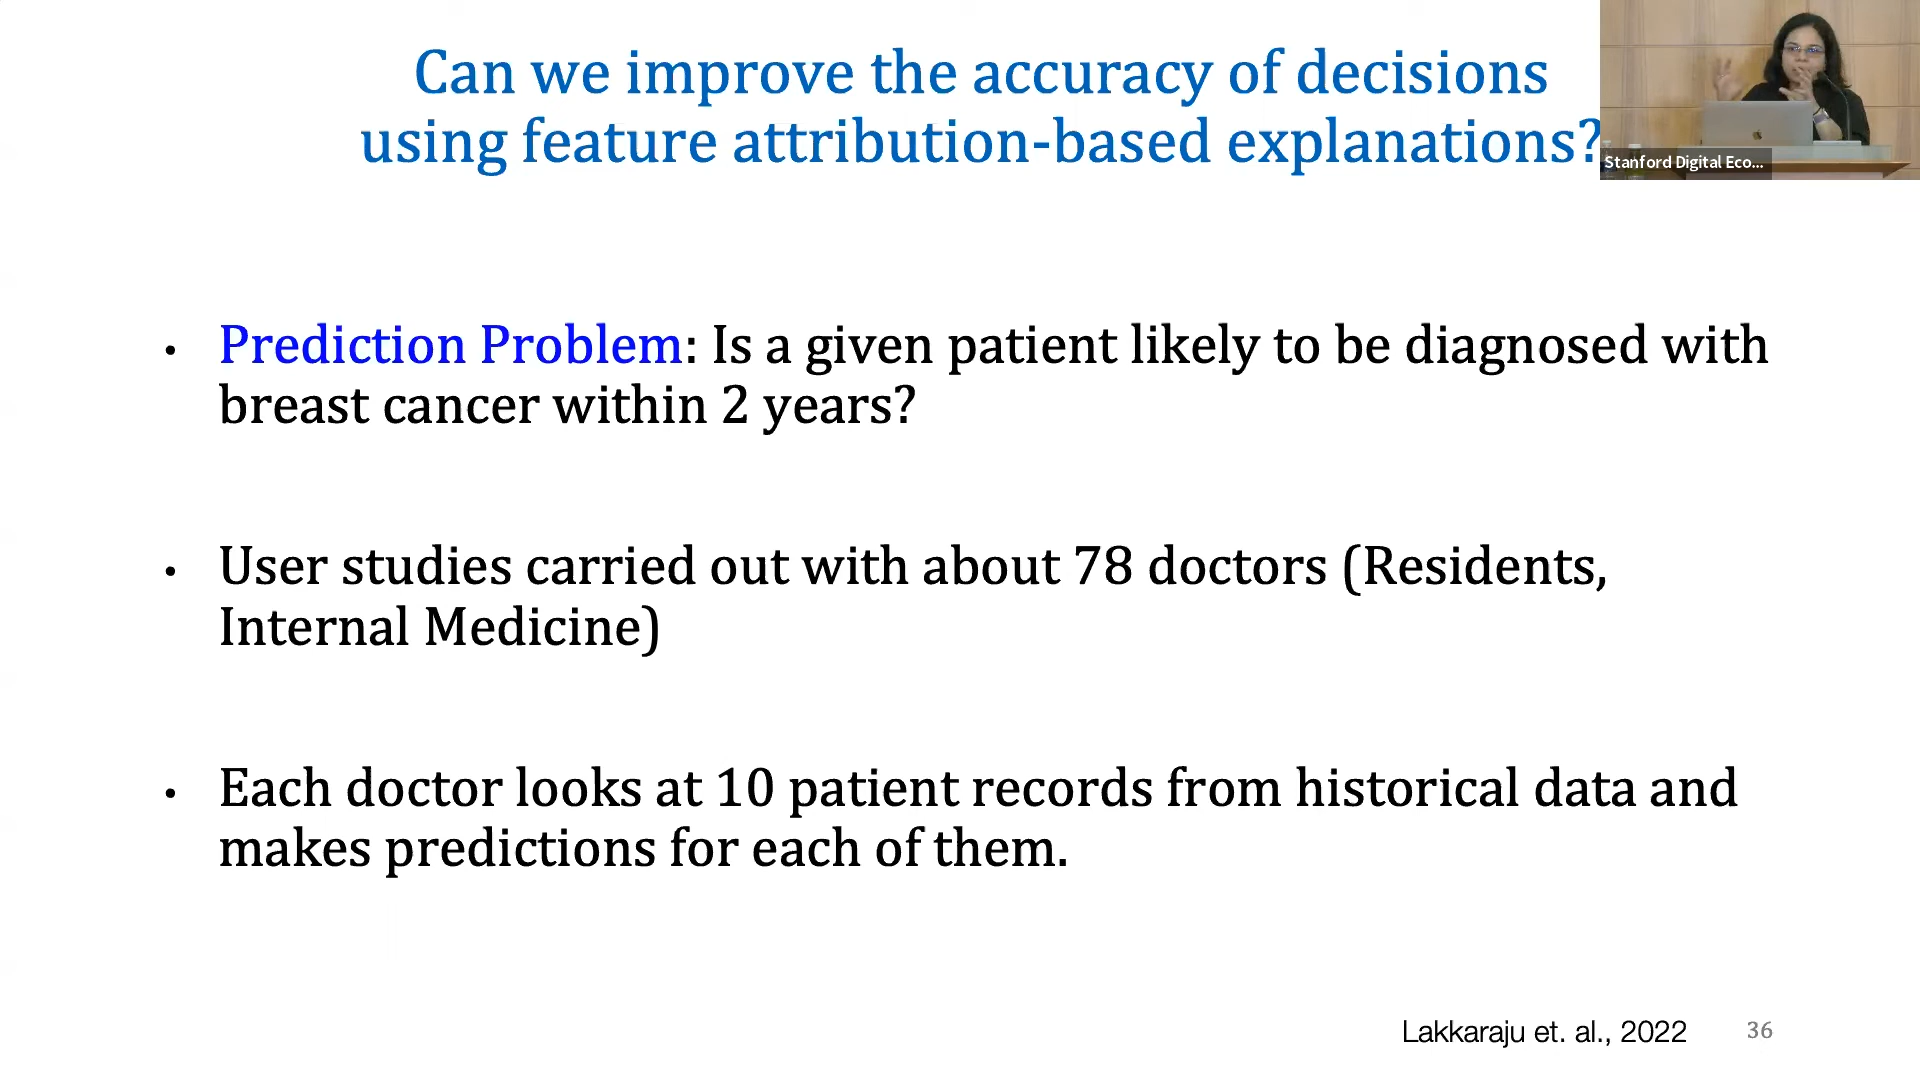 Can we improve the accuracy of decisions
using feature attribution-based explanations?
Stanford Digital Eco...
• Prediction Problem: Is a given patient likely to be diagnosed with
breast cancer within 2 years?
• User studies carried out with about 78 doctors (Residents,
Internal Medicine)
• Each doctor looks at 10 patient records from historical data and
makes predictions for each of them.
Lakkaraju et. al., 2022
36